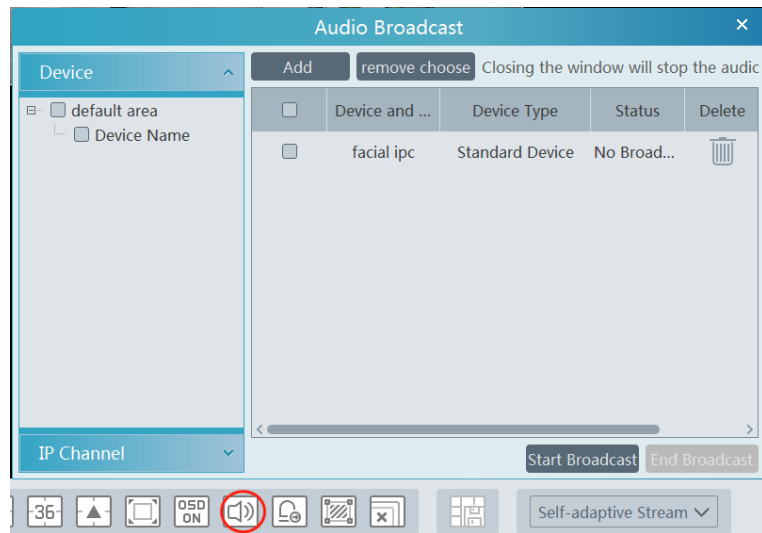 Audio Broadcast ×
Device
Add remove choose Closing the window will stop the audic
default area
Device Name
Device and ... Device Type Status Delete
facial ipc Standard Device No Broad...
IP Channel
Start Broadcast End Broadcast
36 OSD ON Self-adaptive Stream